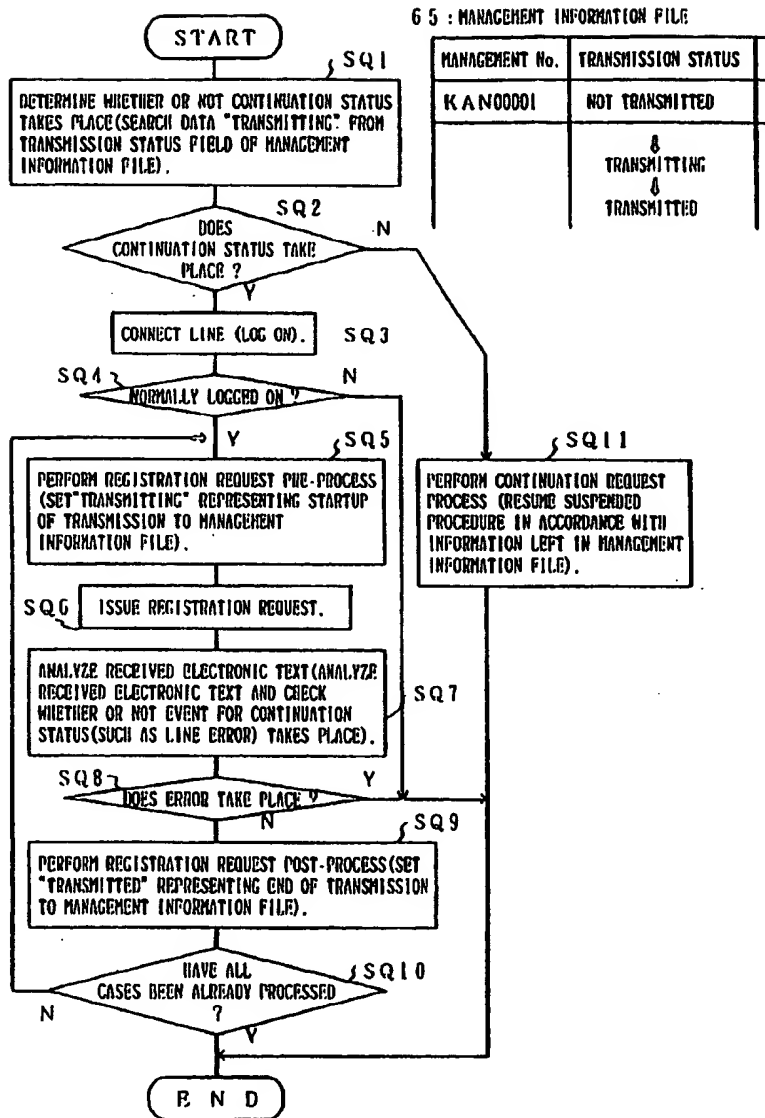 START
SQ1
DETERMINE WHETHER OR NOT CONTINUATION STATUS
TAKES PLACE(SEARCH DATA "TRANSMITTING" FROM
TRANSMISSION STATUS FIELD OF MANAGEMENT
INFORMATION FILE).
65 : MANAGEMENT INFORMATION FILE
MANAGEMENT No. TRANSMISSION STATUS
KAN00001 NOT TRANSMITTED
⇓
TRANSMITTING
⇓
TRANSMITTED
SQ2
DOES
CONTINUATION STATUS TAKE
PLACE ?
N
Y
CONNECT LINE (LOG ON).
SQ3
SQ4
NORMALLY LOGGED ON ?
N
Y
SQ5
PERFORM REGISTRATION REQUEST PRE-PROCESS
(SET"TRANSMITTING" REPRESENTING STARTUP
OF TRANSMISSION TO MANAGEMENT
INFORMATION FILE).
SQ11
PERFORM CONTINUATION REQUEST
PROCESS (RESUME SUSPENDED
PROCEDURE IN ACCORDANCE WITH
INFORMATION LEFT IN MANAGEMENT
INFORMATION FILE).
SQ6
ISSUE REGISTRATION REQUEST.
ANALYZE RECEIVED ELECTRONIC TEXT(ANALYZE
RECEIVED ELECTRONIC TEXT AND CHECK
WHETHER OR NOT EVENT FOR CONTINUATION
STATUS(SUCH AS LINE ERROR) TAKES PLACE).
SQ7
SQ8
DOES ERROR TAKE PLACE ?
Y
N
SQ9
PERFORM REGISTRATION REQUEST POST-PROCESS(SET
"TRANSMITTED" REPRESENTING END OF TRANSMISSION
TO MANAGEMENT INFORMATION FILE).
SQ10
HAVE ALL
CASES BEEN ALREADY PROCESSED
?
N
Y
END